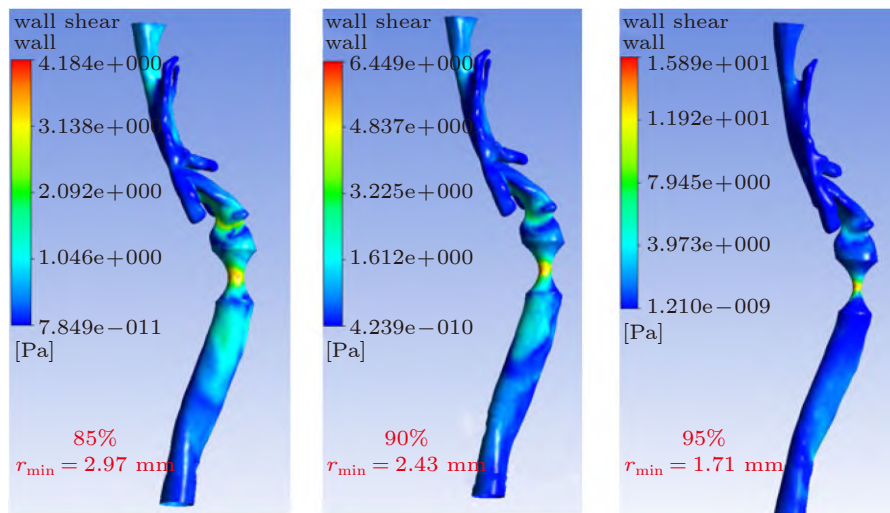 wall shear
wall
4.184e+000
3.138e+000
2.092e+000
1.046e+000
7.849e−011
[Pa]
85%
rmin = 2.97 mm
wall shear
wall
6.449e+000
4.837e+000
3.225e+000
1.612e+000
4.239e−010
[Pa]
90%
rmin = 2.43 mm
wall shear
wall
1.589e+001
1.192e+001
7.945e+000
3.973e+000
1.210e−009
[Pa]
95%
rmin = 1.71 mm